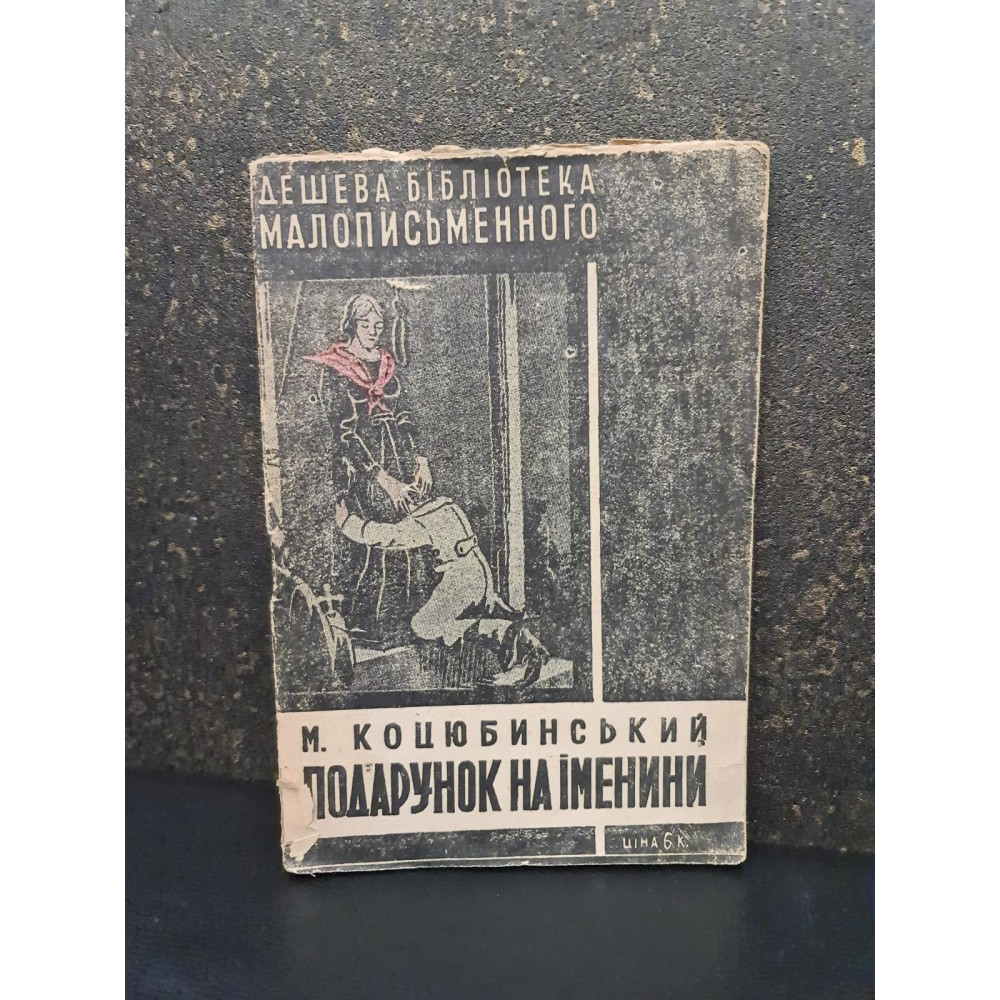 ДЕШЕВА БІБЛІОТЕКА
МАЛОПИСЬМЕННОГО
М. КОЦЮБИНСЬКИЙ
ПОДАРУНОК НА ІМЕНИНИ
ЦІНА 6 К.